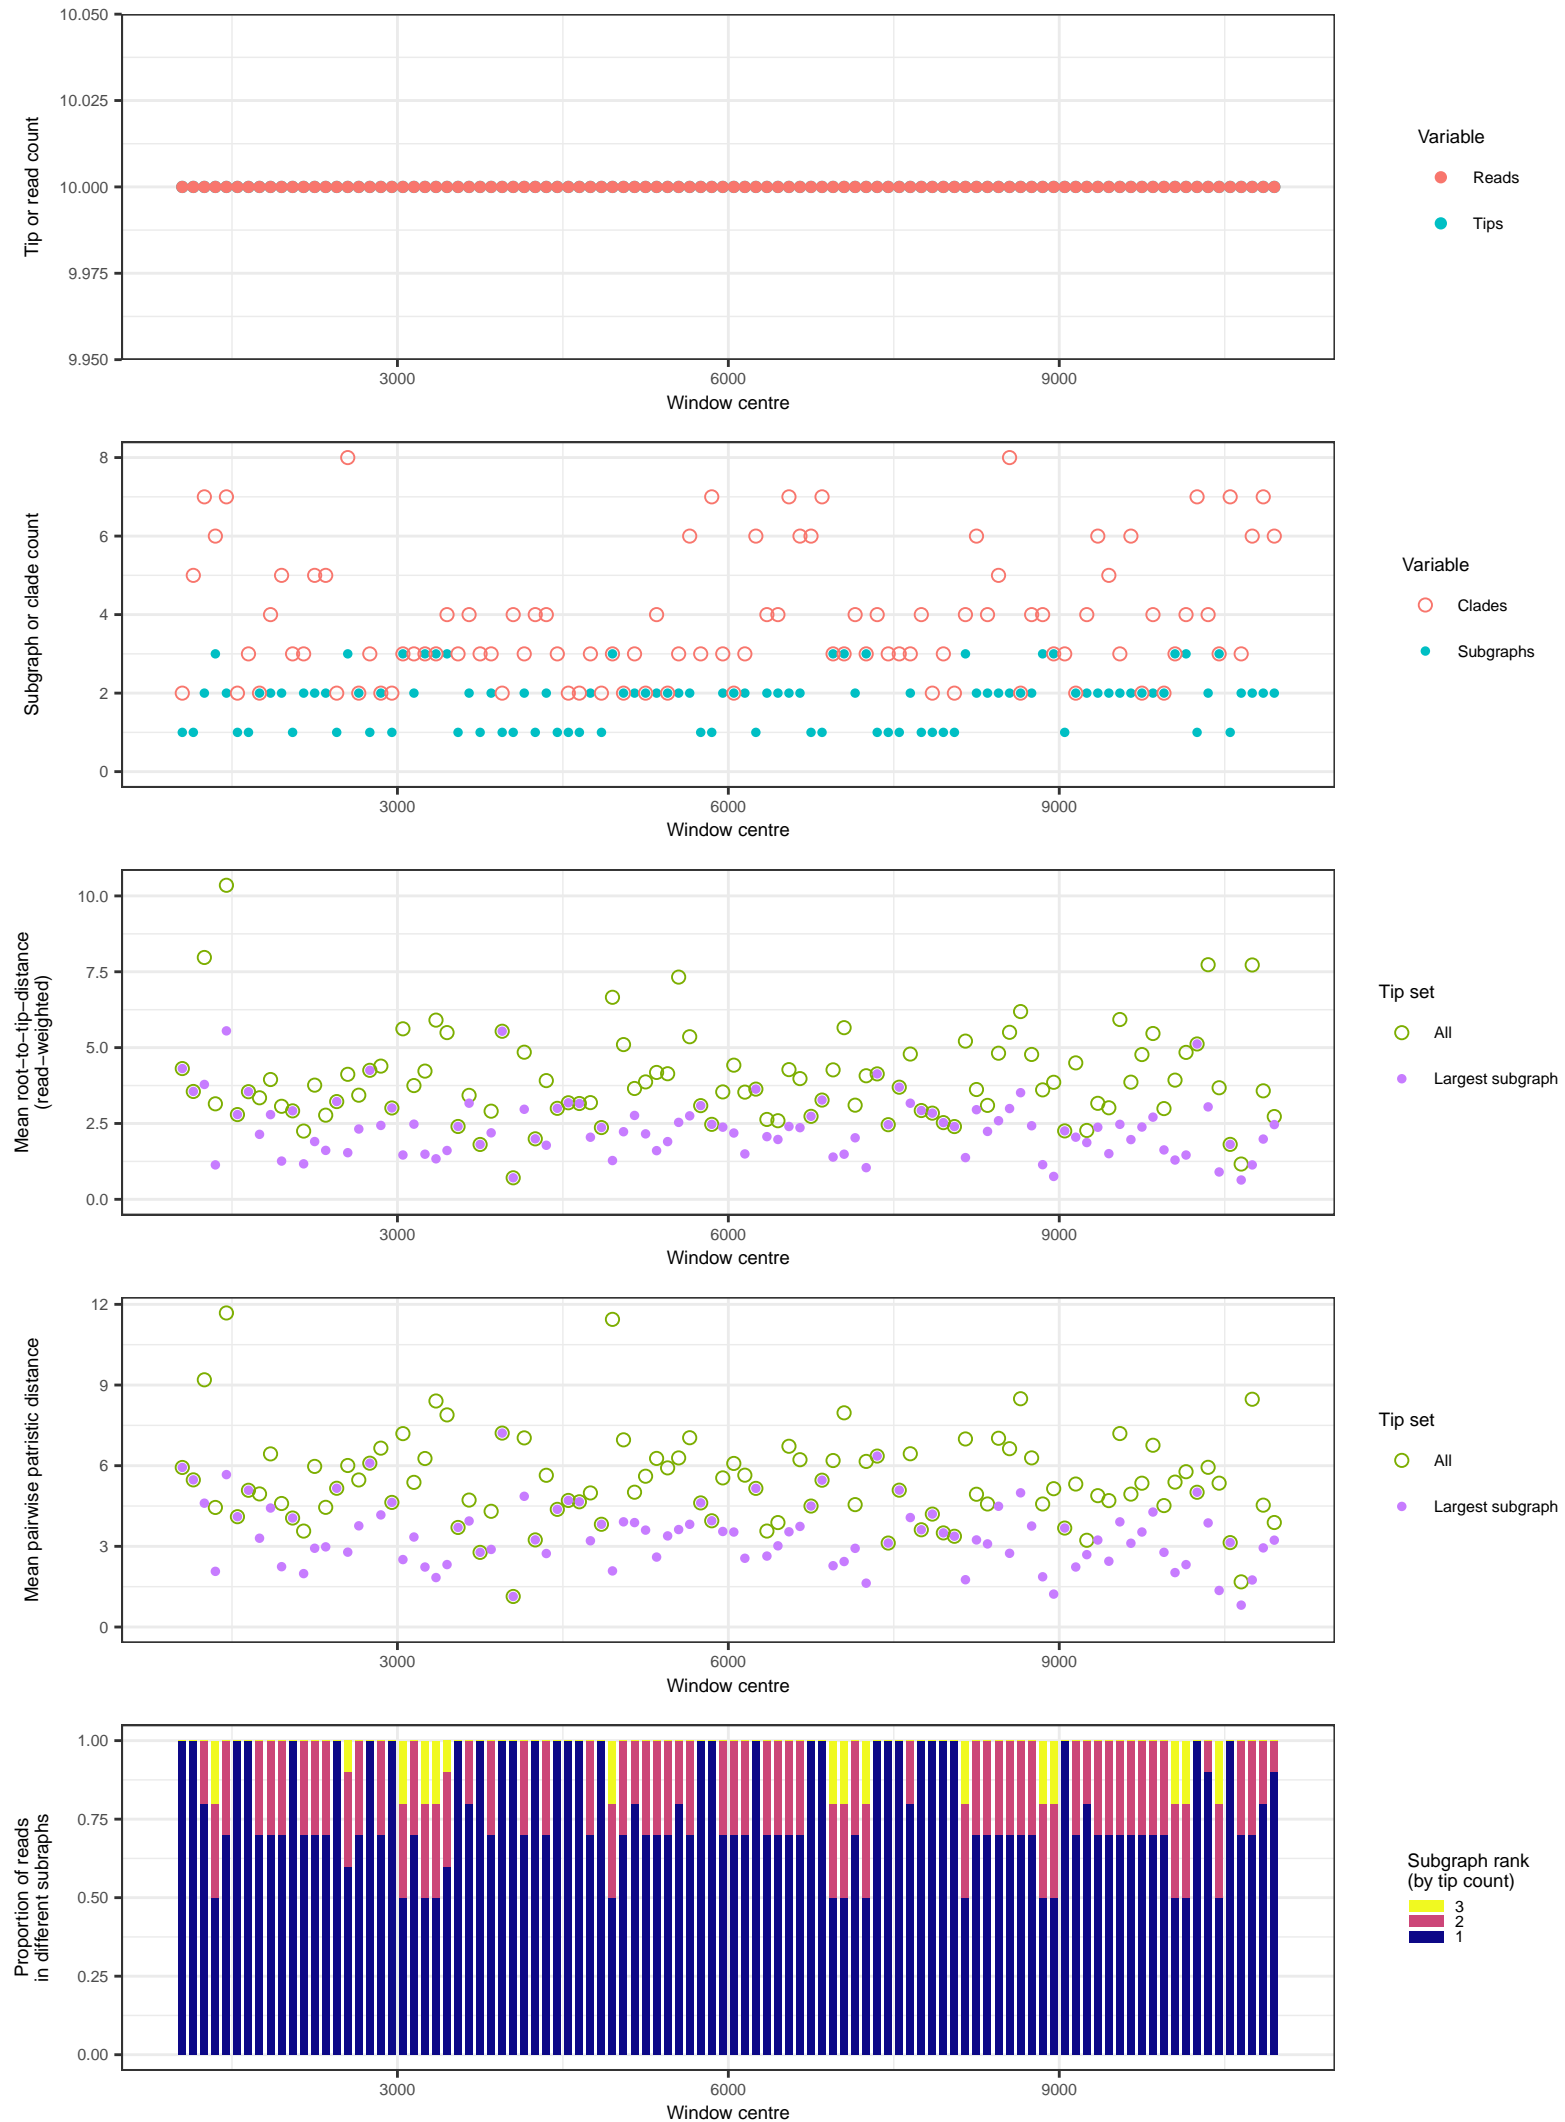 10.050
10.025
10.000
9.975
9.950
Tip or read count
3000
6000
9000
Window centre
Variable
Reads
Tips
8
6
4
2
0
Subgraph or clade count
3000
6000
9000
Window centre
Variable
Clades
Subgraphs
10.0
7.5
5.0
2.5
0.0
Mean root−to−tip−distance
(read−weighted)
3000
6000
9000
Window centre
Tip set
All
Largest subgraph
12
9
6
3
0
Mean pairwise patristic distance
3000
6000
9000
Window centre
Tip set
All
Largest subgraph
1.00
0.75
0.50
0.25
0.00
Proportion of reads
in different subraphs
3000
6000
9000
Window centre
Subgraph rank
(by tip count)
3
2
1